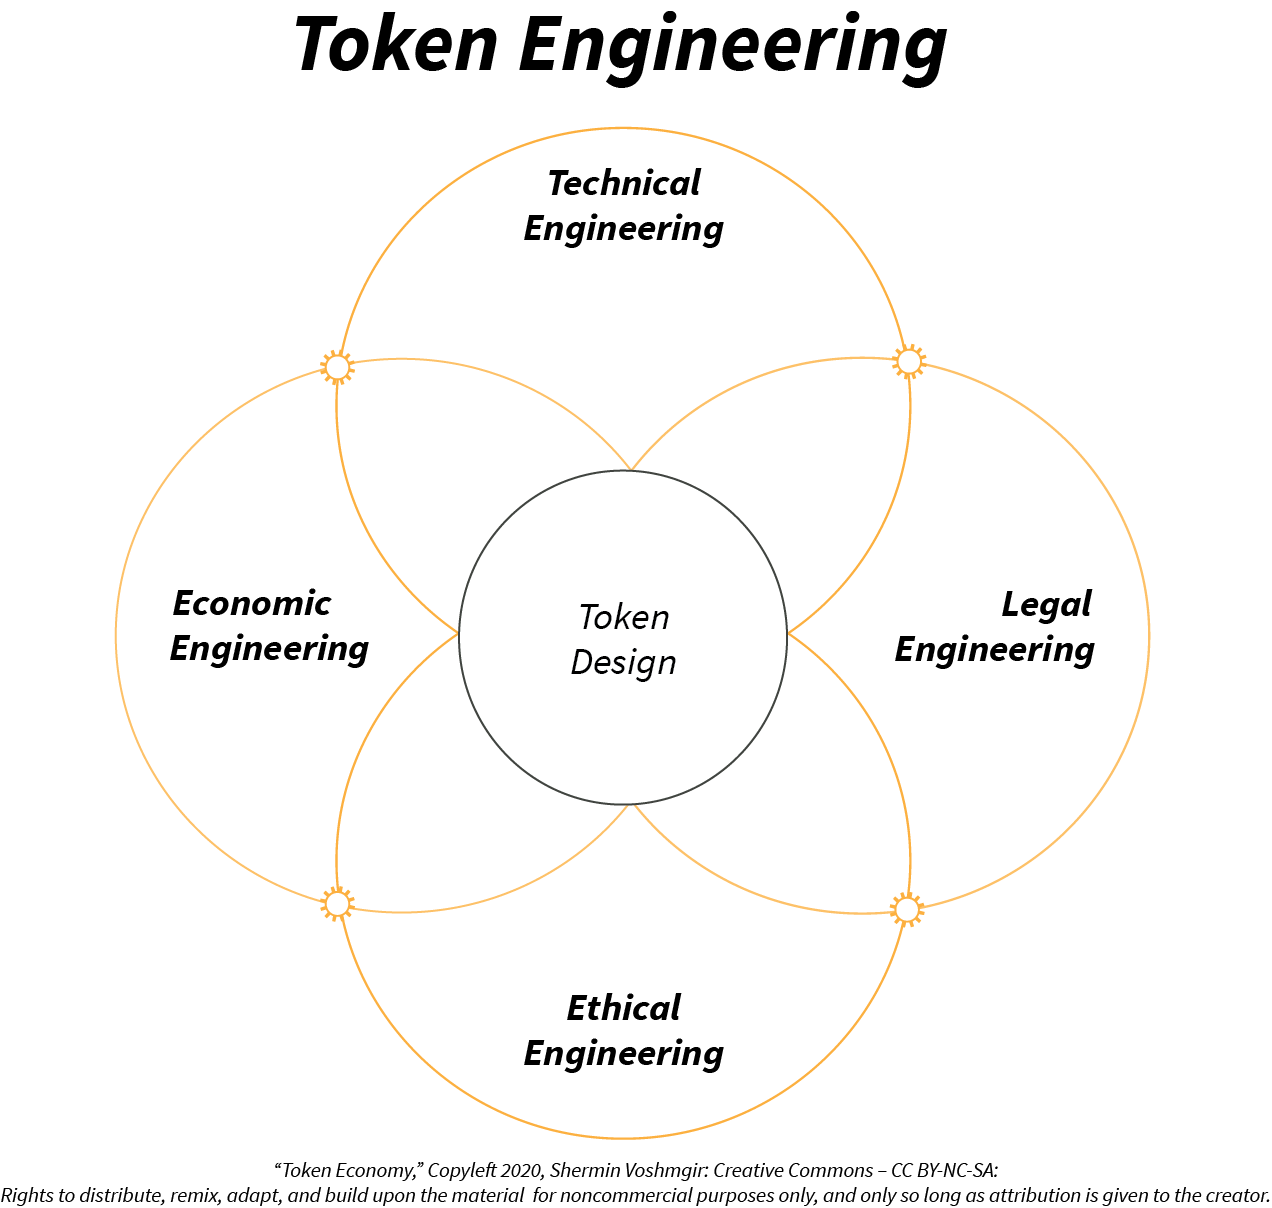 Token Engineering
Technical
Engineering
Economic
Engineering
Token
Design
Legal
Engineering
Ethical
Engineering
“Token Economy,” Copyleft 2020, Shermin Voshmgir: Creative Commons – CC BY-NC-SA:
Rights to distribute, remix, adapt, and build upon the material  for noncommercial purposes only, and only so long as attribution is given to the creator.